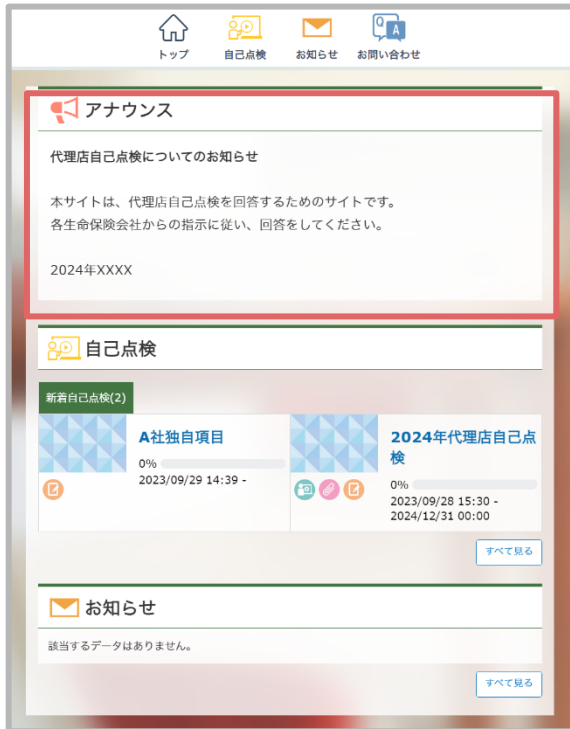 Q
A
トップ
自己点検
お知らせ
お問い合わせ
アナウンス
代理店自己点検についてのお知らせ
本サイトは、代理店自己点検を回答するためのサイトです。
各生命保険会社からの指示に従い、回答をしてください。
2024年XXXX
自己点検
新着自己点検(2)
A社独自項目
0%
2023/09/29 14:39 -
2024年代理店自己点
検
0%
2023/09/28 15:30 -
2024/12/31 00:00
すべて見る
お知らせ
該当するデータはありません。
すべて見る